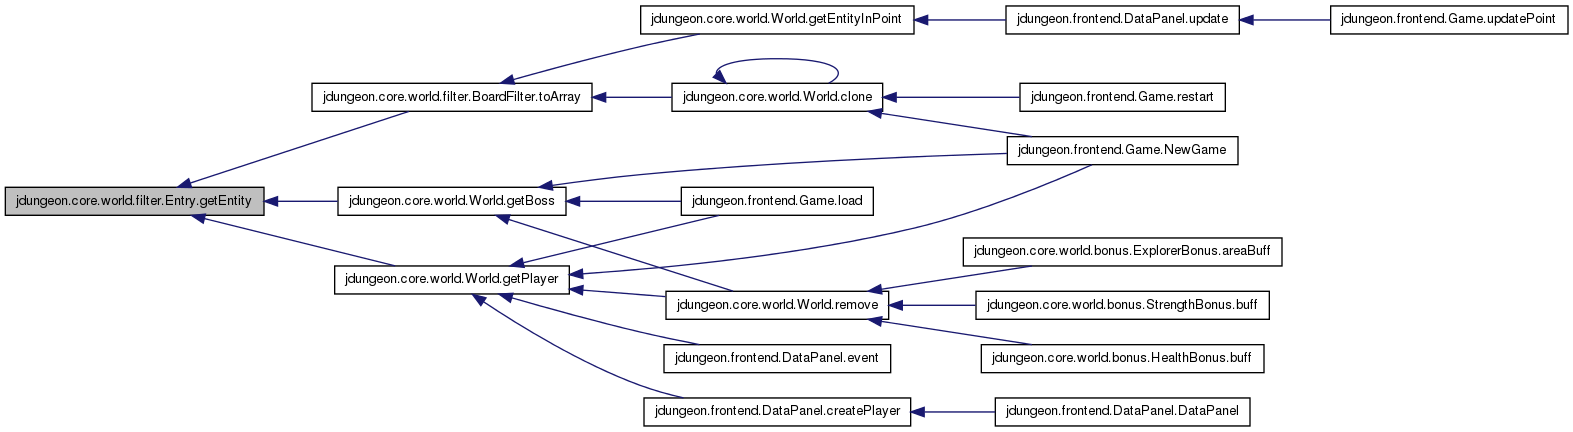 jdungeon.core.world.World.getEntityInPoint
jdungeon.frontend.DataPanel.update
jdungeon.frontend.Game.updatePoint
jdungeon.core.world.filter.BoardFilter.toArray
jdungeon.core.world.World.clone
jdungeon.frontend.Game.restart
jdungeon.frontend.Game.NewGame
jdungeon.core.world.filter.Entry.getEntity
jdungeon.core.world.World.getBoss
jdungeon.frontend.Game.load
jdungeon.core.world.bonus.ExplorerBonus.areaBuff
jdungeon.core.world.World.getPlayer
jdungeon.core.world.World.remove
jdungeon.core.world.bonus.StrengthBonus.buff
jdungeon.frontend.DataPanel.event
jdungeon.core.world.bonus.HealthBonus.buff
jdungeon.frontend.DataPanel.createPlayer
jdungeon.frontend.DataPanel.DataPanel